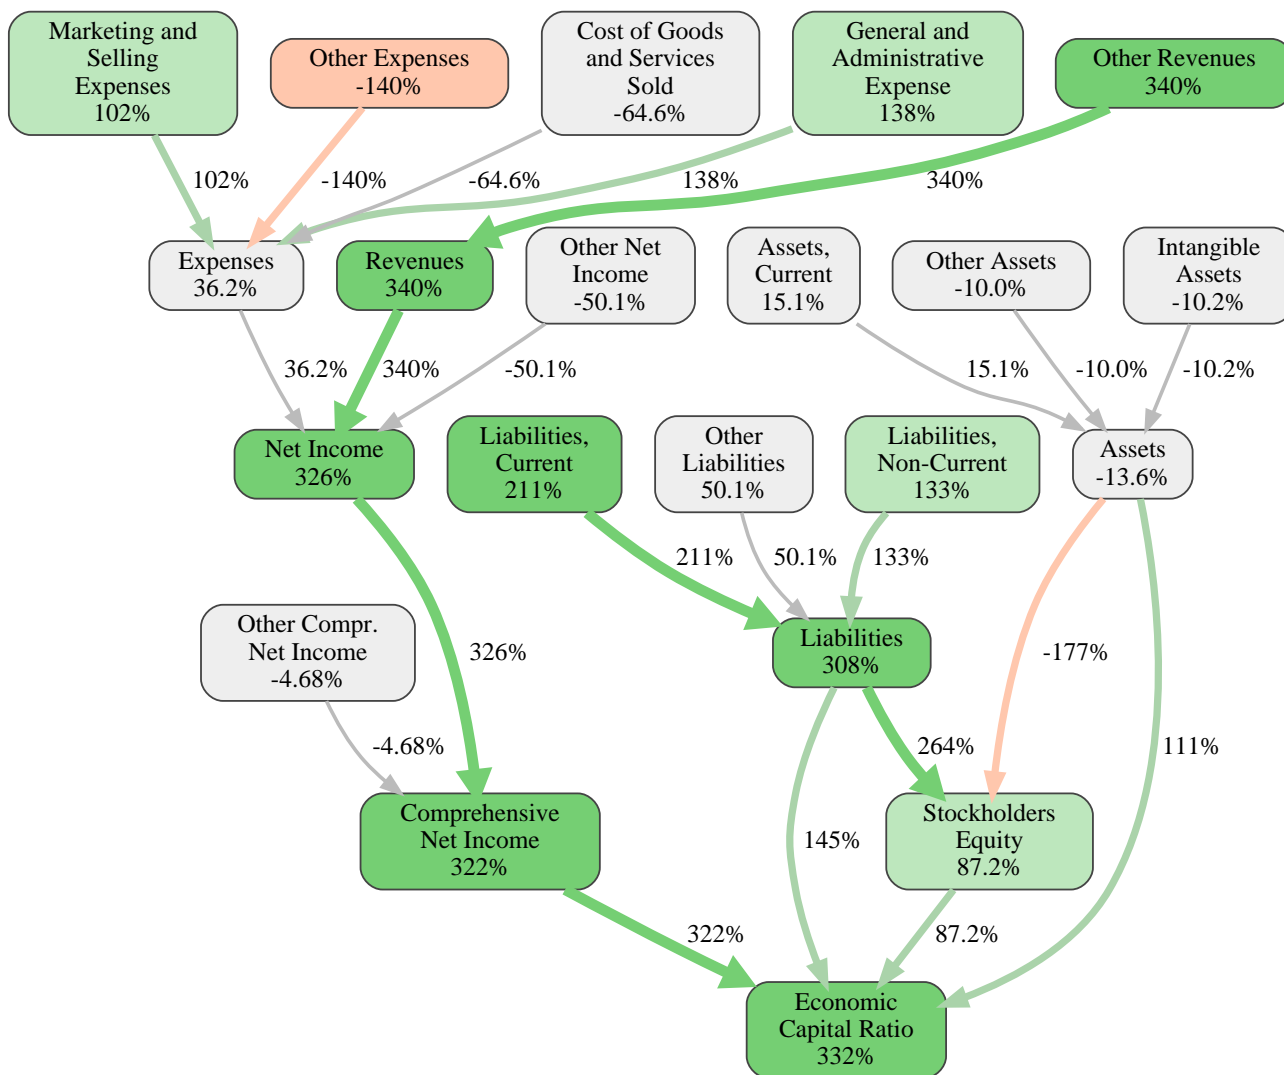 Marketing and
Selling
Expenses
102%
Other Expenses
-140%
Cost of Goods
and Services
Sold
-64.6%
General and
Administrative
Expense
138%
Other Revenues
340%
102%
-140%
-64.6%
138%
340%
Expenses
36.2%
Revenues
340%
Other Net
Income
-50.1%
Assets,
Current
15.1%
Other Assets
-10.0%
Intangible
Assets
-10.2%
36.2%
340%
-50.1%
15.1%
-10.0%
-10.2%
Net Income
326%
Liabilities,
Current
211%
Other
Liabilities
50.1%
Liabilities,
Non-Current
133%
Assets
-13.6%
211%
50.1%
133%
Other Compr.
Net Income
-4.68%
326%
Liabilities
308%
-177%
-4.68%
264%
111%
Comprehensive
Net Income
322%
145%
Stockholders
Equity
87.2%
322%
87.2%
Economic
Capital Ratio
332%